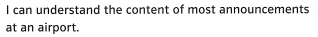 I can understand the content of most announcements
at an airport.